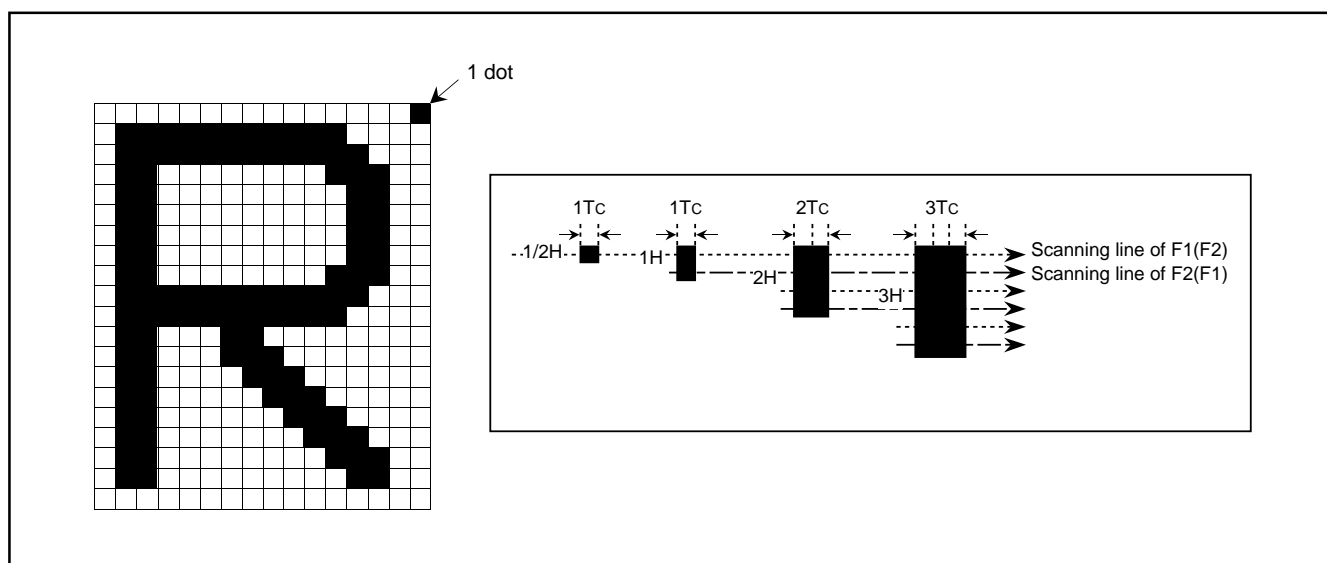 1 dot
1TC 1TC 2TC 3TC
1/2H 1H 2H 3H
Scanning line of F1(F2)
Scanning line of F2(F1)